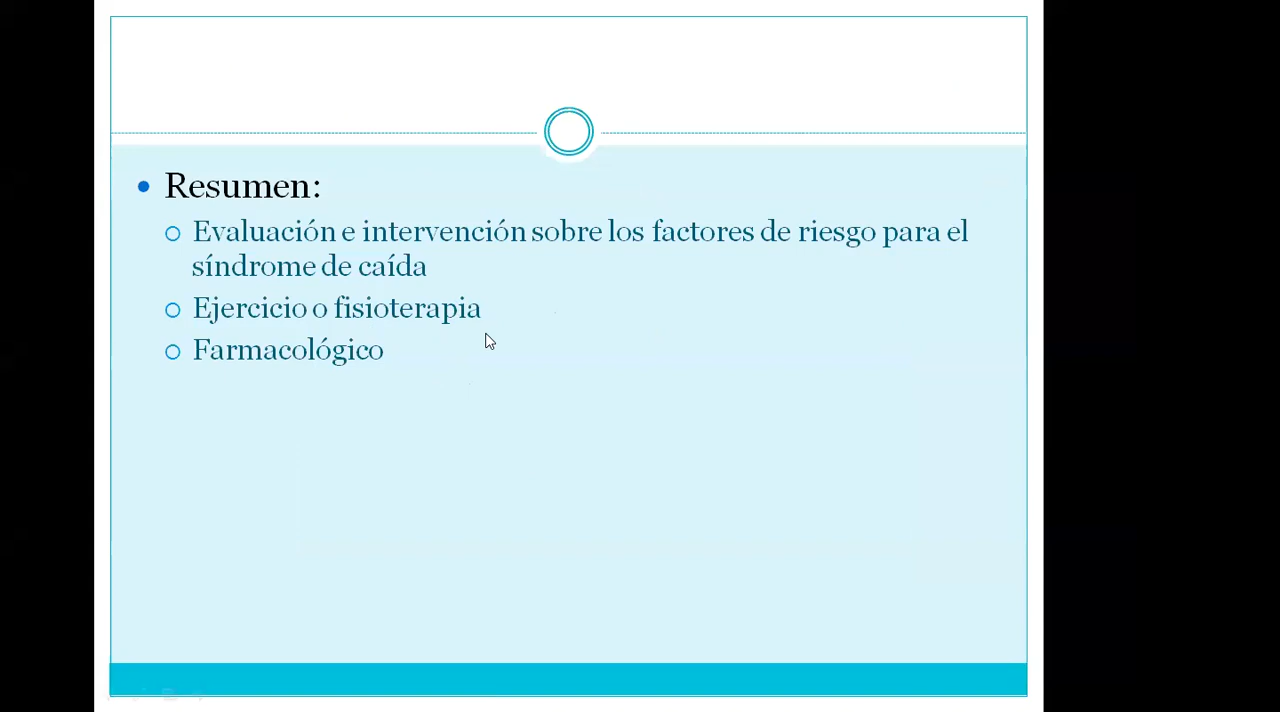 Resumen:
Evaluación e intervención sobre los factores de riesgo para el
síndrome de caída
Ejercicio o fisioterapia
Farmacológico